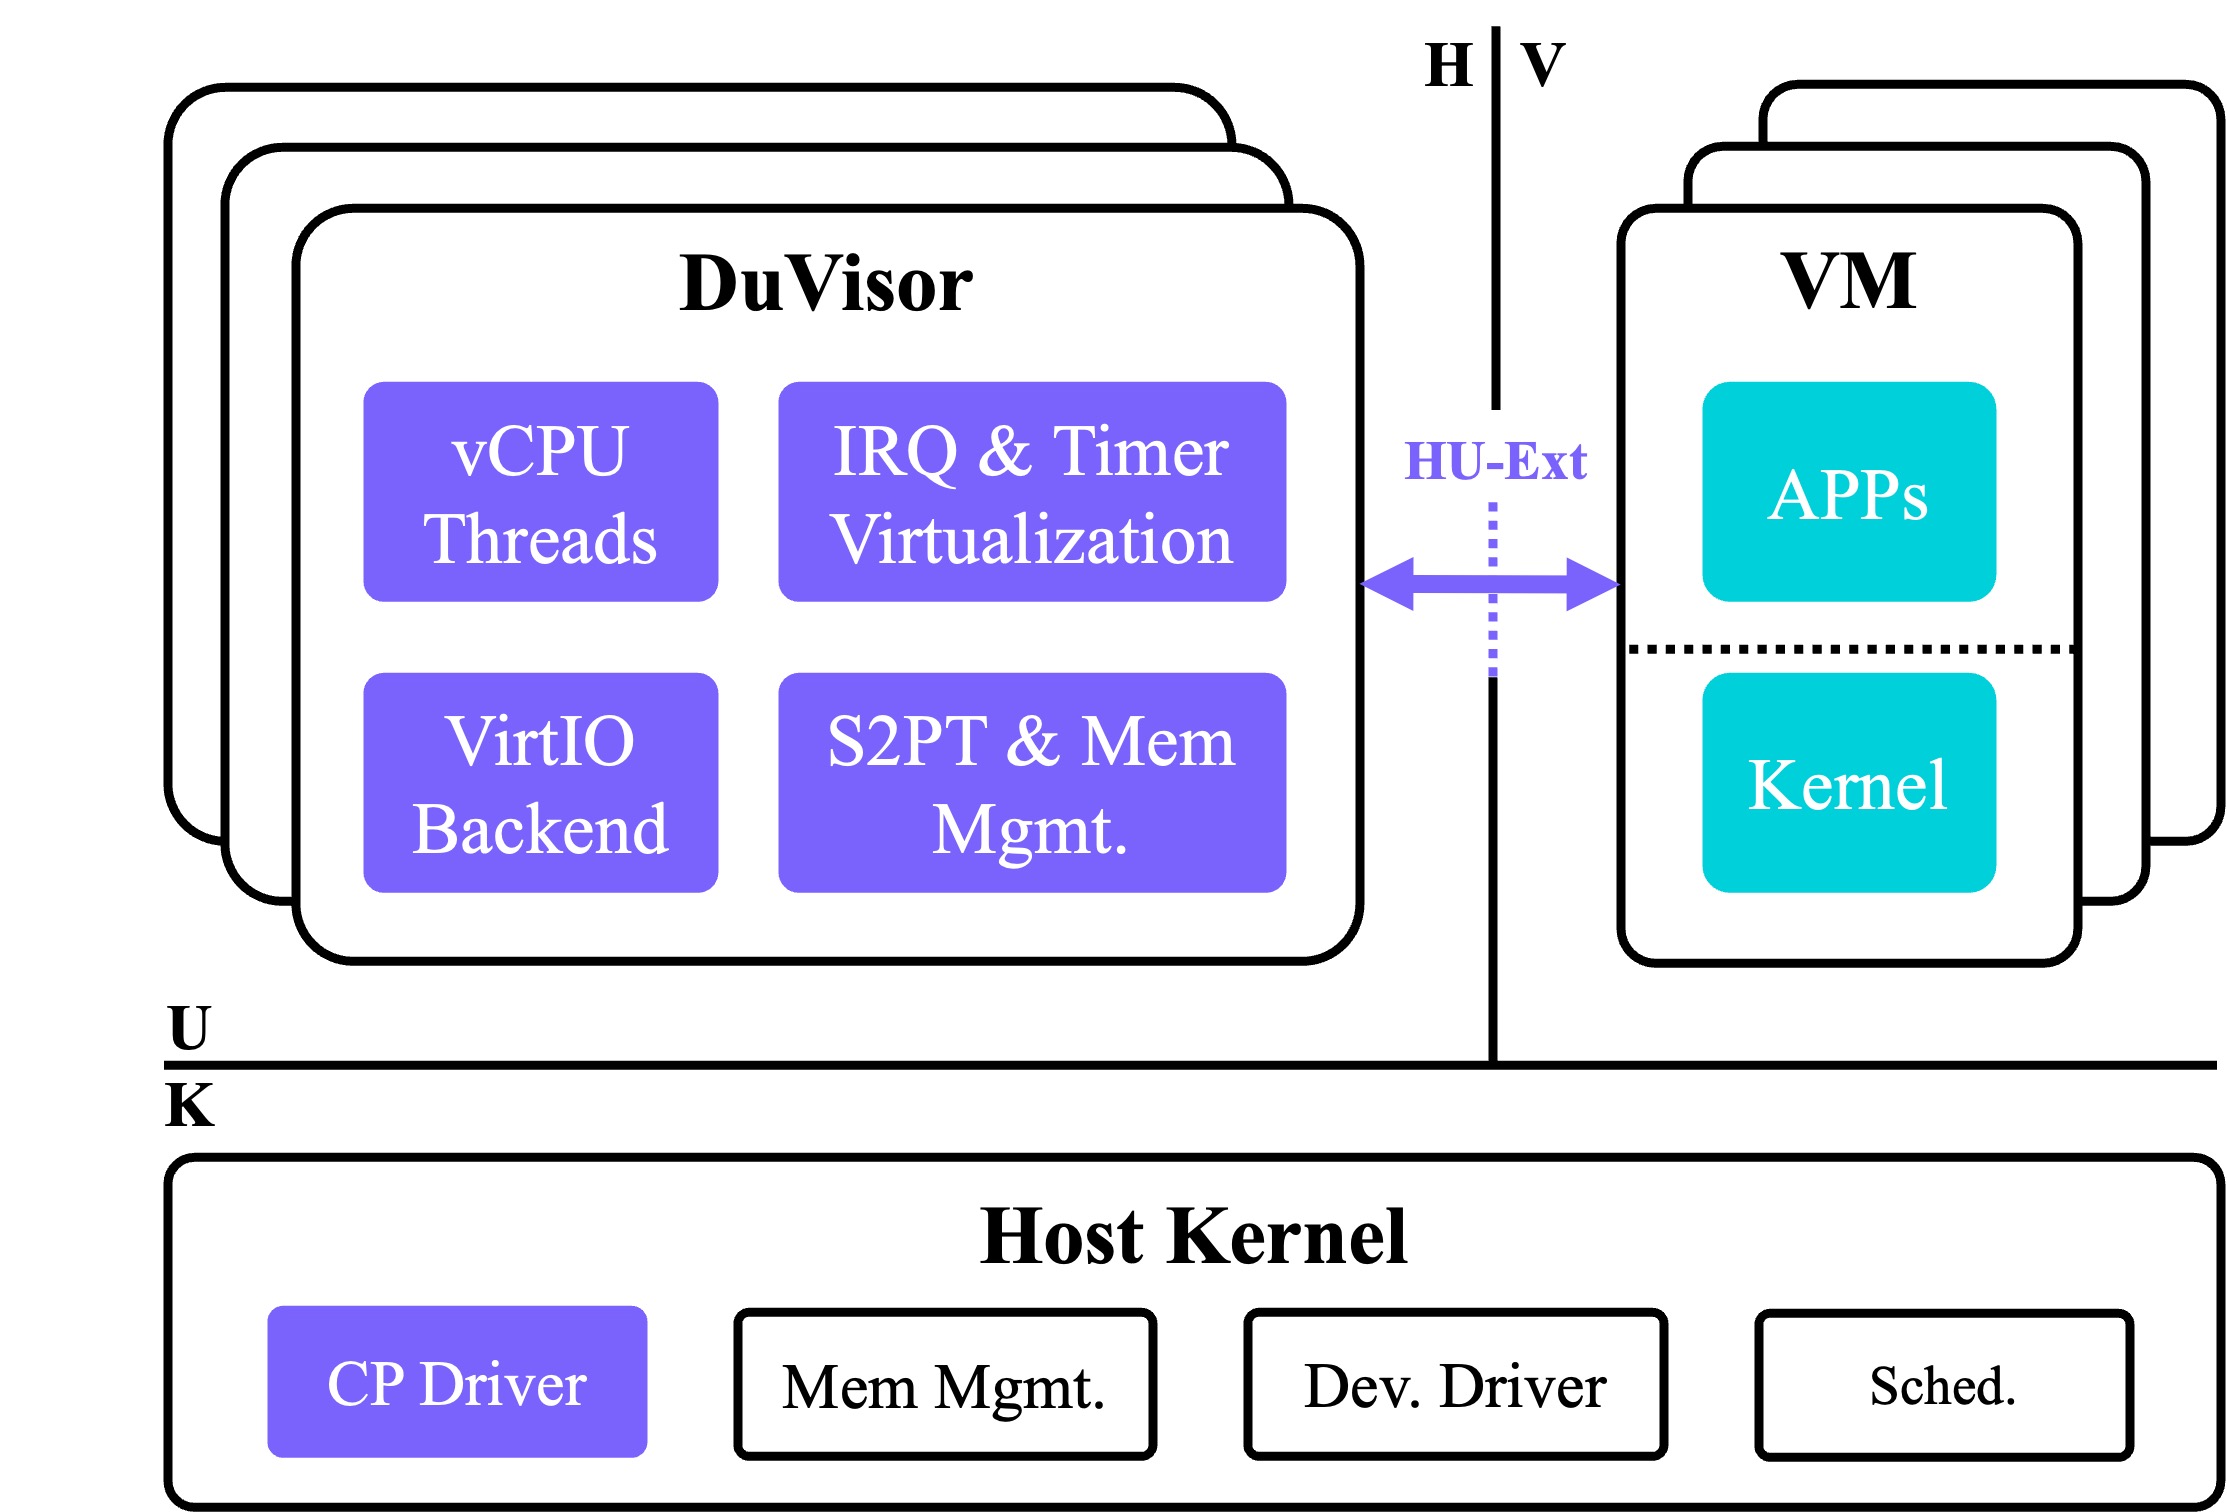 H V
DuVisor
VM
vCPU
Threads
IRQ & Timer
Virtualization
HU-Ext
APPs
VirtIO
Backend
S2PT & Mem
Mgmt.
Kernel
U
K
Host Kernel
CP Driver
Mem Mgmt.
Dev. Driver
Sched.